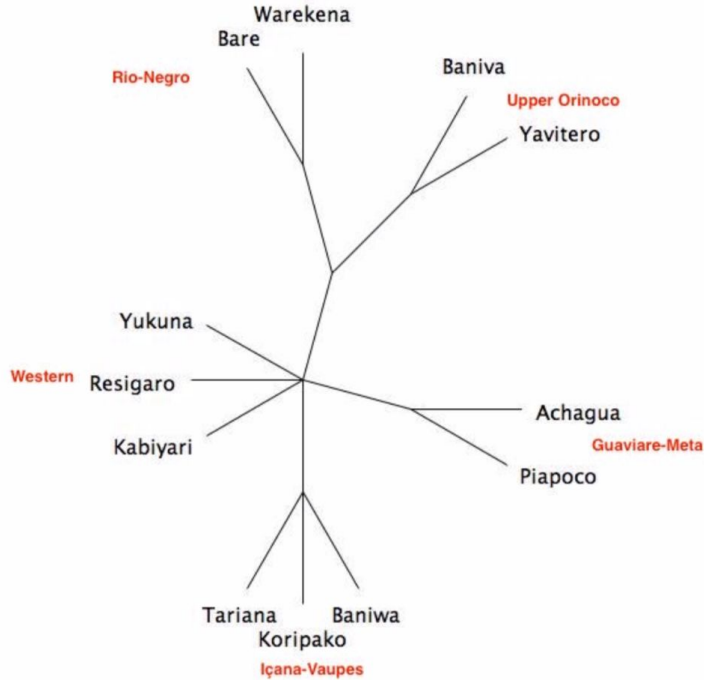 Warekena
Bare
Rio-Negro
Baniva
Upper Orinoco
Yavitero
Yukuna
Western
Resigaro
Kabiyari
Achagua
Guaviare-Meta
Piapoco
Tariana
Baniwa
Koripako
Içana-Vaupes